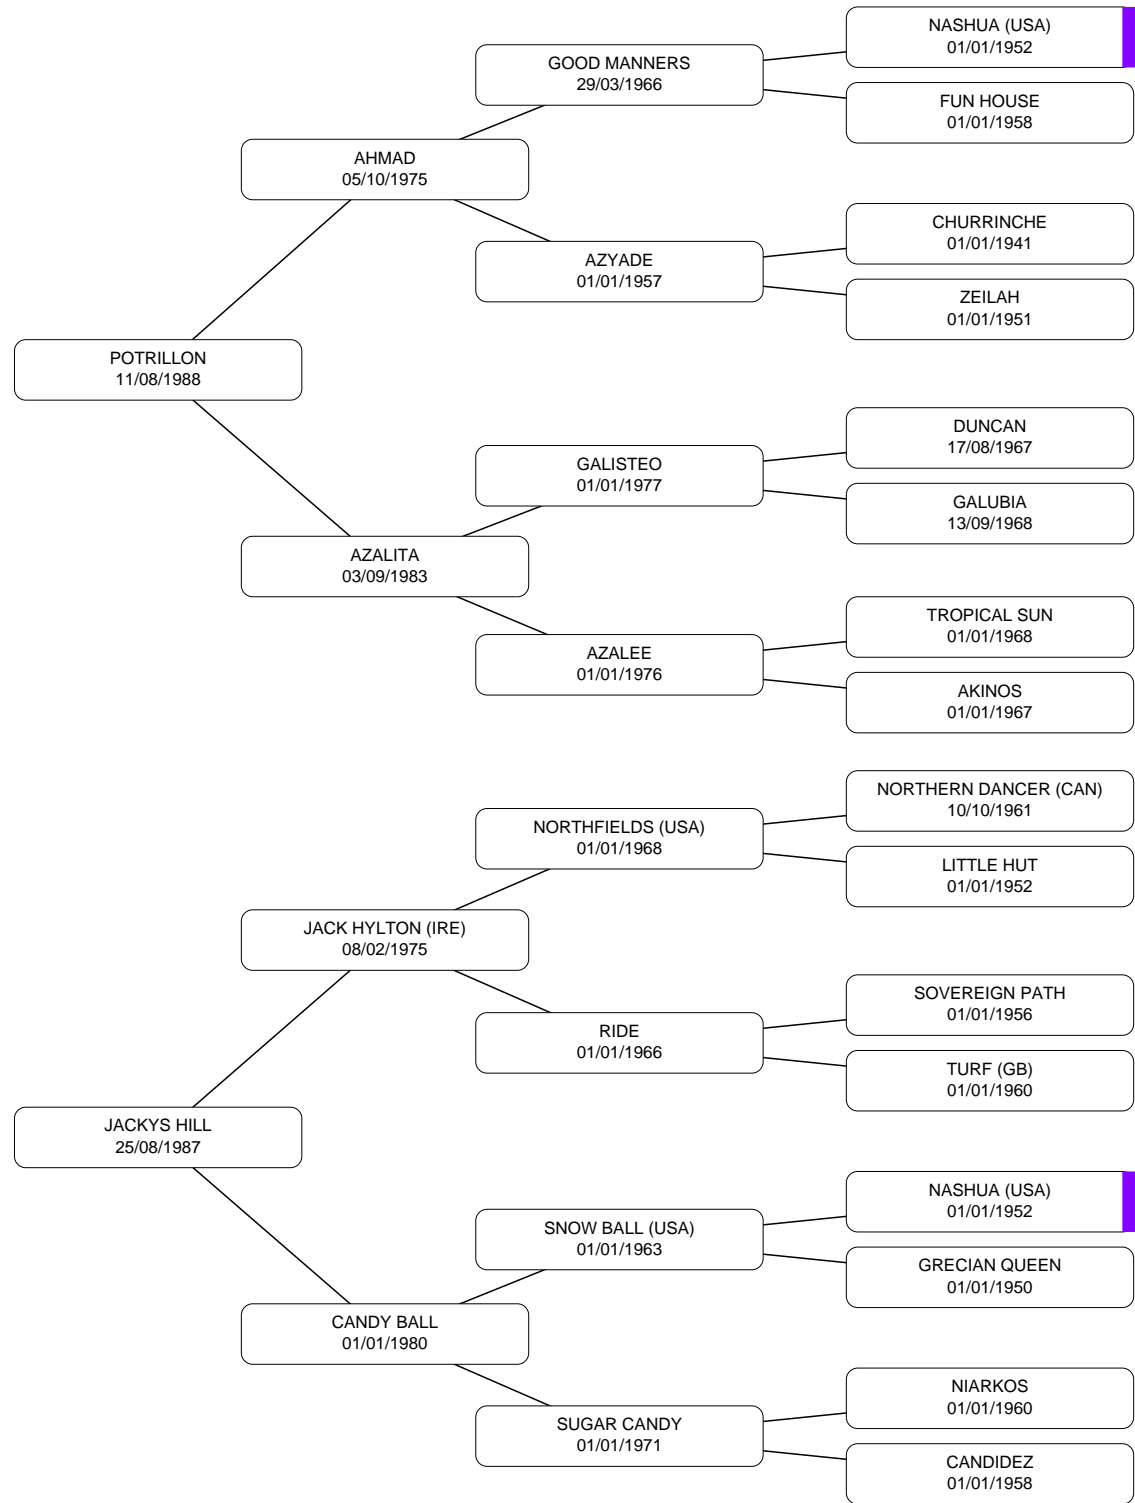 NASHUA (USA)
01/01/1952
GOOD MANNERS
29/03/1966
FUN HOUSE
01/01/1958
AHMAD
05/10/1975
CHURRINCHE
01/01/1941
AZYADE
01/01/1957
ZEILAH
01/01/1951
POTRILLON
11/08/1988
DUNCAN
17/08/1967
GALISTEO
01/01/1977
GALUBIA
13/09/1968
AZALITA
03/09/1983
TROPICAL SUN
01/01/1968
AZALEE
01/01/1976
AKINOS
01/01/1967
NORTHERN DANCER (CAN)
10/10/1961
NORTHFIELDS (USA)
01/01/1968
LITTLE HUT
01/01/1952
JACK HYLTON (IRE)
08/02/1975
SOVEREIGN PATH
01/01/1956
RIDE
01/01/1966
TURF (GB)
01/01/1960
JACKYS HILL
25/08/1987
NASHUA (USA)
01/01/1952
SNOW BALL (USA)
01/01/1963
GRECIAN QUEEN
01/01/1950
CANDY BALL
01/01/1980
NIARKOS
01/01/1960
SUGAR CANDY
01/01/1971
CANDIDEZ
01/01/1958